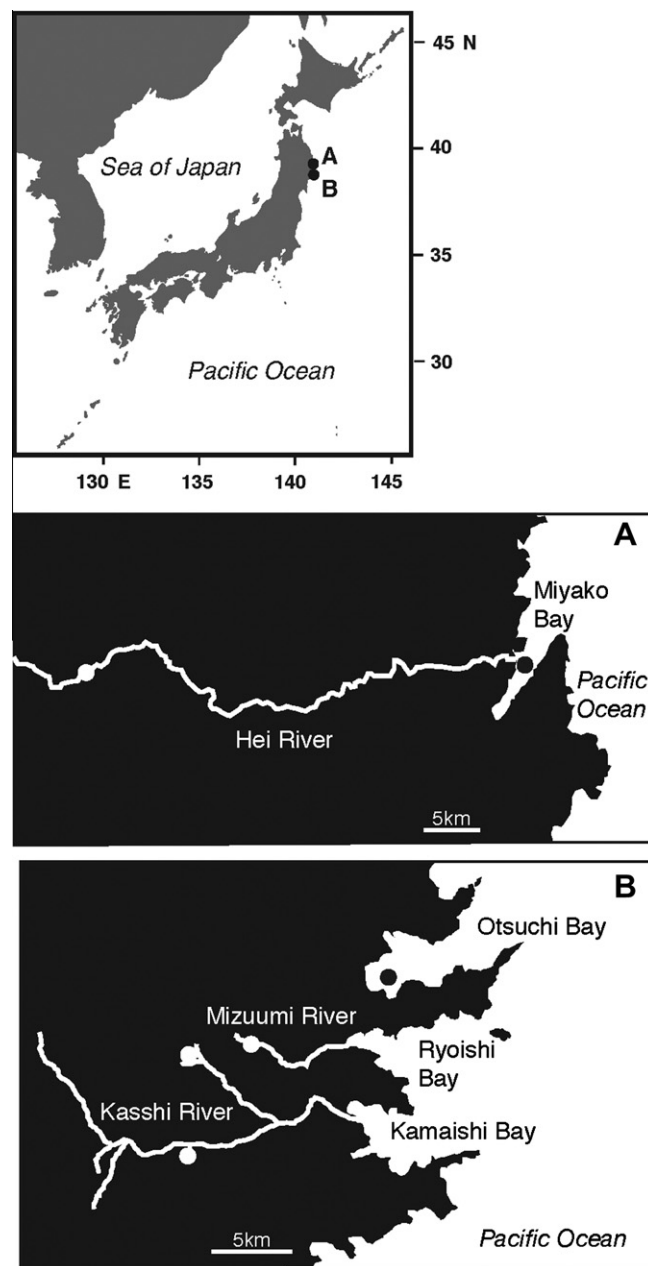 45 N
40
A
Sea of Japan
B
35
Pacific Ocean
30
130 E
135
140
145
A
Miyako
Bay
Pacific
Ocean
Hei River
5km
B
Otsuchi Bay
Mizuumi River
Ryoishi
Bay
Kasshi River
Kamaishi Bay
5km
Pacific Ocean